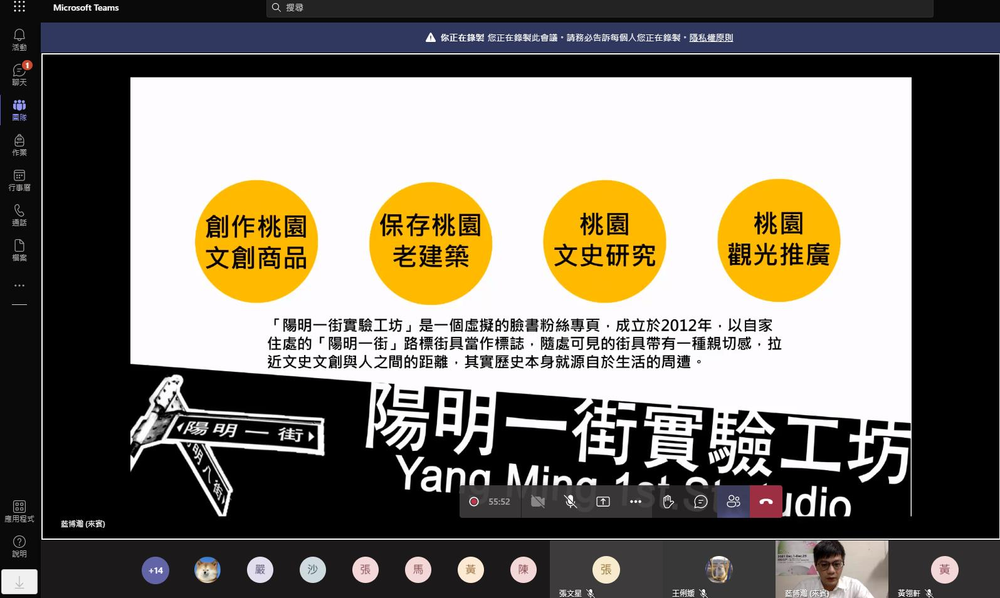 Microsoft Teams
搜尋
你正在錄製 您正在錄製此會議。請務必告訴每個人您正在錄製。隱私權原則
活動
1
聊天
團隊
作業
行事曆
通話
檔案
創作桃園
文創商品
保存桃園
老建築
桃園
文史研究
桃園
觀光推廣
「陽明一街實驗工坊」是一個虛擬的臉書粉絲專頁，成立於2012年，以自家
住處的「陽明一街」路標街具當作標誌，隨處可見的街具帶有一種親切感，拉
近文史文創與人之間的距離，其實歷史本身就源自於生活的周遭。
陽明一街
明八街
陽明一街實驗工坊
Yang Ming 1st.Studio
55:52
應用程式
說明
藍博瀚 (來賓)
+14
嚴
沙
張
馬
黃
陳
張
張文星
王俐媛
2021 Dec.1-Dec.26
藍博瀚 (來賓)
黃
黃翎軒